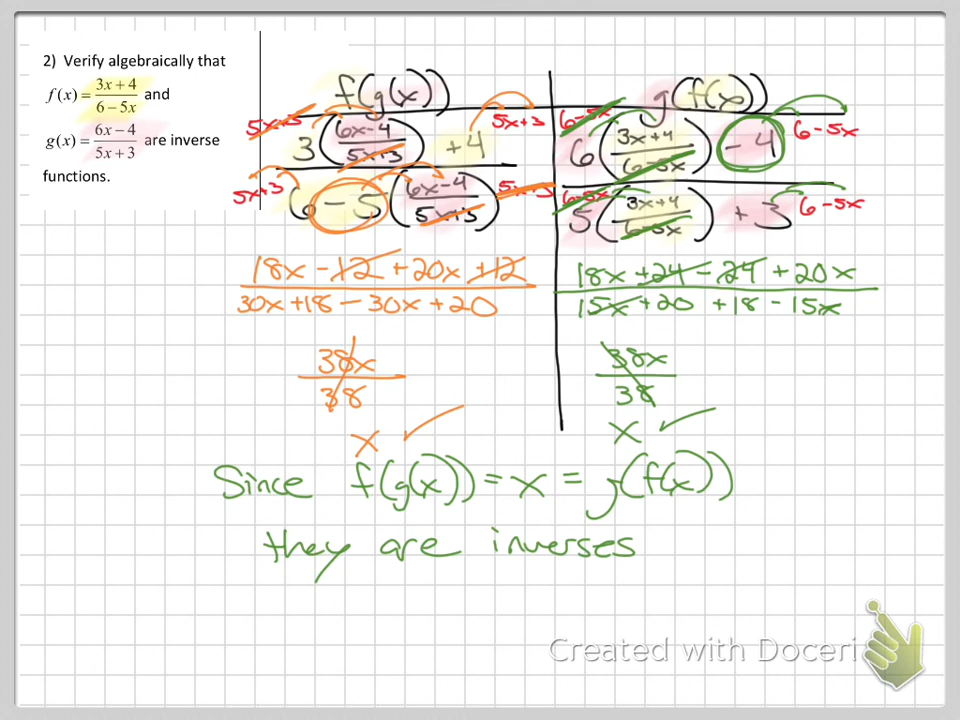 2) Verify algebraically that
f(x) = (3x + 4)/(6 − 5x) and
g(x) = (6x − 4)/(5x + 3) are inverse
functions.
f(g(x))
5x+3 5x+3
3((6x−4)/(5x+3)) +4
5x+3 5x+3
6 − 5((6x−4)/(5x+3))
18x − 12 + 20x + 12
30x + 18 − 30x + 20
38x
38
x ✓
g(f(x))
6−5x 6−5x
6((3x+4)/(6−5x)) − 4
6−5x 6−5x
5((3x+4)/(6−5x)) + 3
18x + 24 − 24 + 20x
15x + 20 + 18 − 15x
38x
38
x ✓
Since f(g(x)) = x = g(f(x))
they are inverses
Created with Doceri